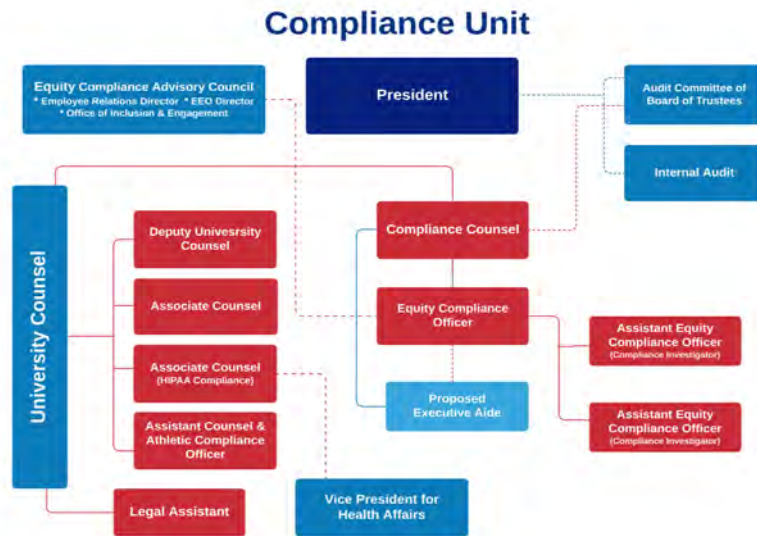 Compliance Unit
Equity Compliance Advisory Council
* Employee Relations Director * EEO Director
* Office of Inclusion & Engagement
President
Audit Committee of
Board of Trustees
Internal Audit
University Counsel
Deputy Univesrsity
Counsel
Associate Counsel
Associate Counsel
(HIPAA Compliance)
Assistant Counsel &
Athletic Compliance
Officer
Legal Assistant
Compliance Counsel
Equity Compliance
Officer
Proposed
Executive Aide
Vice President for
Health Affairs
Assistant Equity
Compliance Officer
(Compliance Investigator)
Assistant Equity
Compliance Officer
(Compliance Investigator)